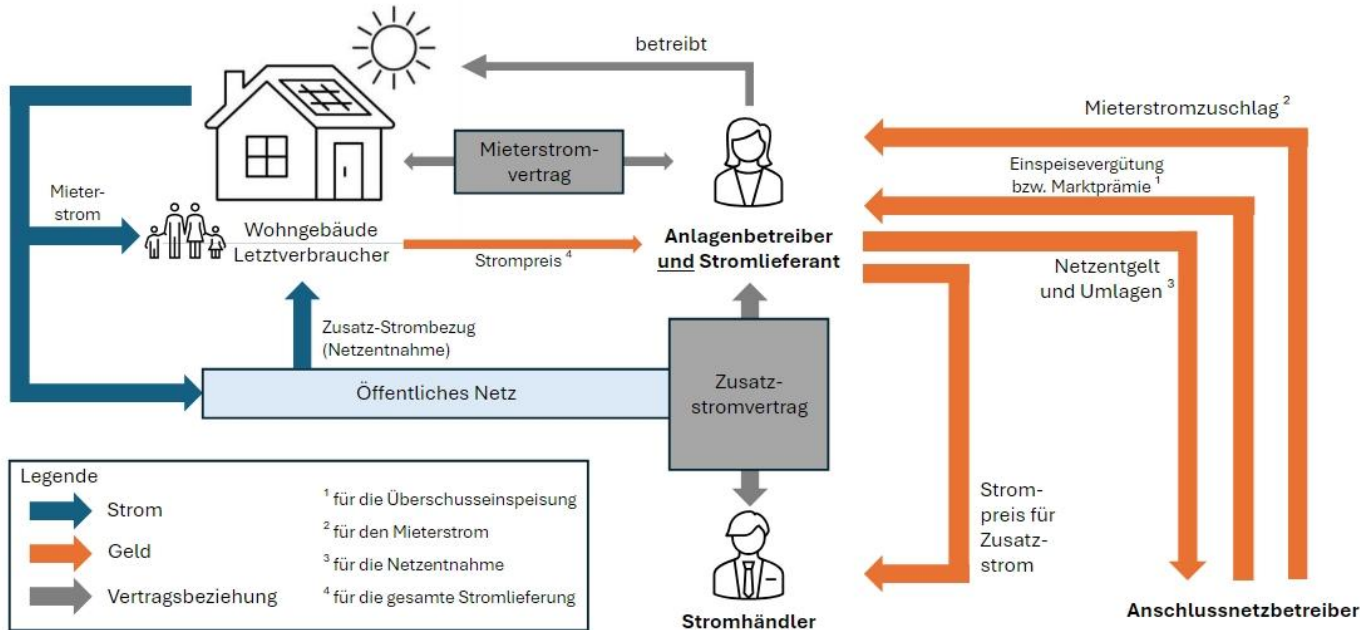 betreibt
Mieterstromzuschlag ²
Mieterstrom-
vertrag
Einspeisevergütung
bzw. Marktprämie ¹
Mieter-
strom
Wohngebäude
Letztverbraucher
Strompreis ⁴
Anlagenbetreiber
und Stromlieferant
Netzentgelt
und Umlagen ³
Zusatz-Strombezug
(Netzentnahme)
Öffentliches Netz
Zusatz-
stromvertrag
Strom-
preis für
Zusatz-
strom
Legende
Strom
Geld
Vertragsbeziehung
¹ für die Überschusseinspeisung
² für den Mieterstrom
³ für die Netzentnahme
⁴ für die gesamte Stromlieferung
Stromhändler
Anschlussnetzbetreiber